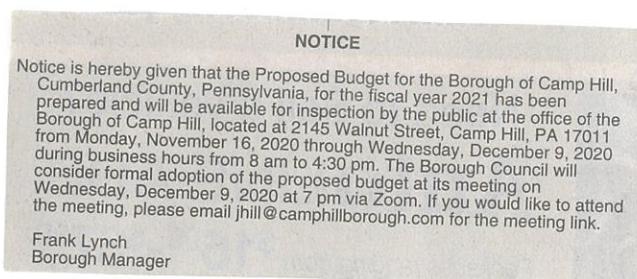 NOTICE
Notice is hereby given that the Proposed Budget for the Borough of Camp Hill,
Cumberland County, Pennsylvania, for the fiscal year 2021 has been
prepared and will be available for inspection by the public at the office of the
Borough of Camp Hill, located at 2145 Walnut Street, Camp Hill, PA 17011
from Monday, November 16, 2020 through Wednesday, December 9, 2020
during business hours from 8 am to 4:30 pm. The Borough Council will
consider formal adoption of the proposed budget at its meeting on
Wednesday, December 9, 2020 at 7 pm via Zoom. If you would like to attend
the meeting, please email jhill@camphillborough.com for the meeting link.
Frank Lynch
Borough Manager